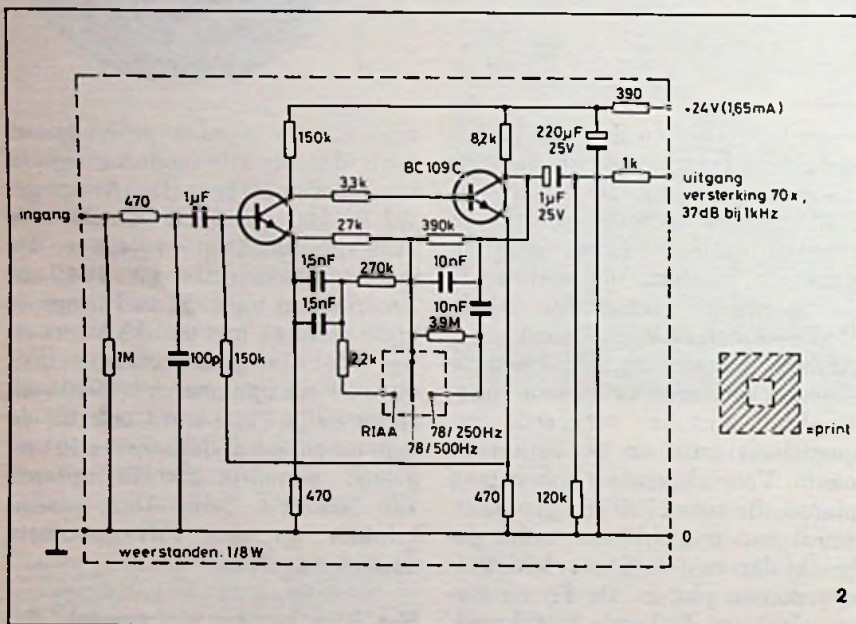 390
+24V (1,65mA)
150k
8,2k
220µF
25V
BC 109C
1k
3,3k
1µF
25V
uitgang
versterking 70x,
37dB bij 1kHz
ingang
470
1µF
27k
390k
1,5nF
270k
10nF
1,5nF
10nF
3,9M
2,2k
1M
100p
150k
RIAA
78/250Hz
78/500Hz
=print
470
470
120k
0
weerstanden. 1/8 W
2